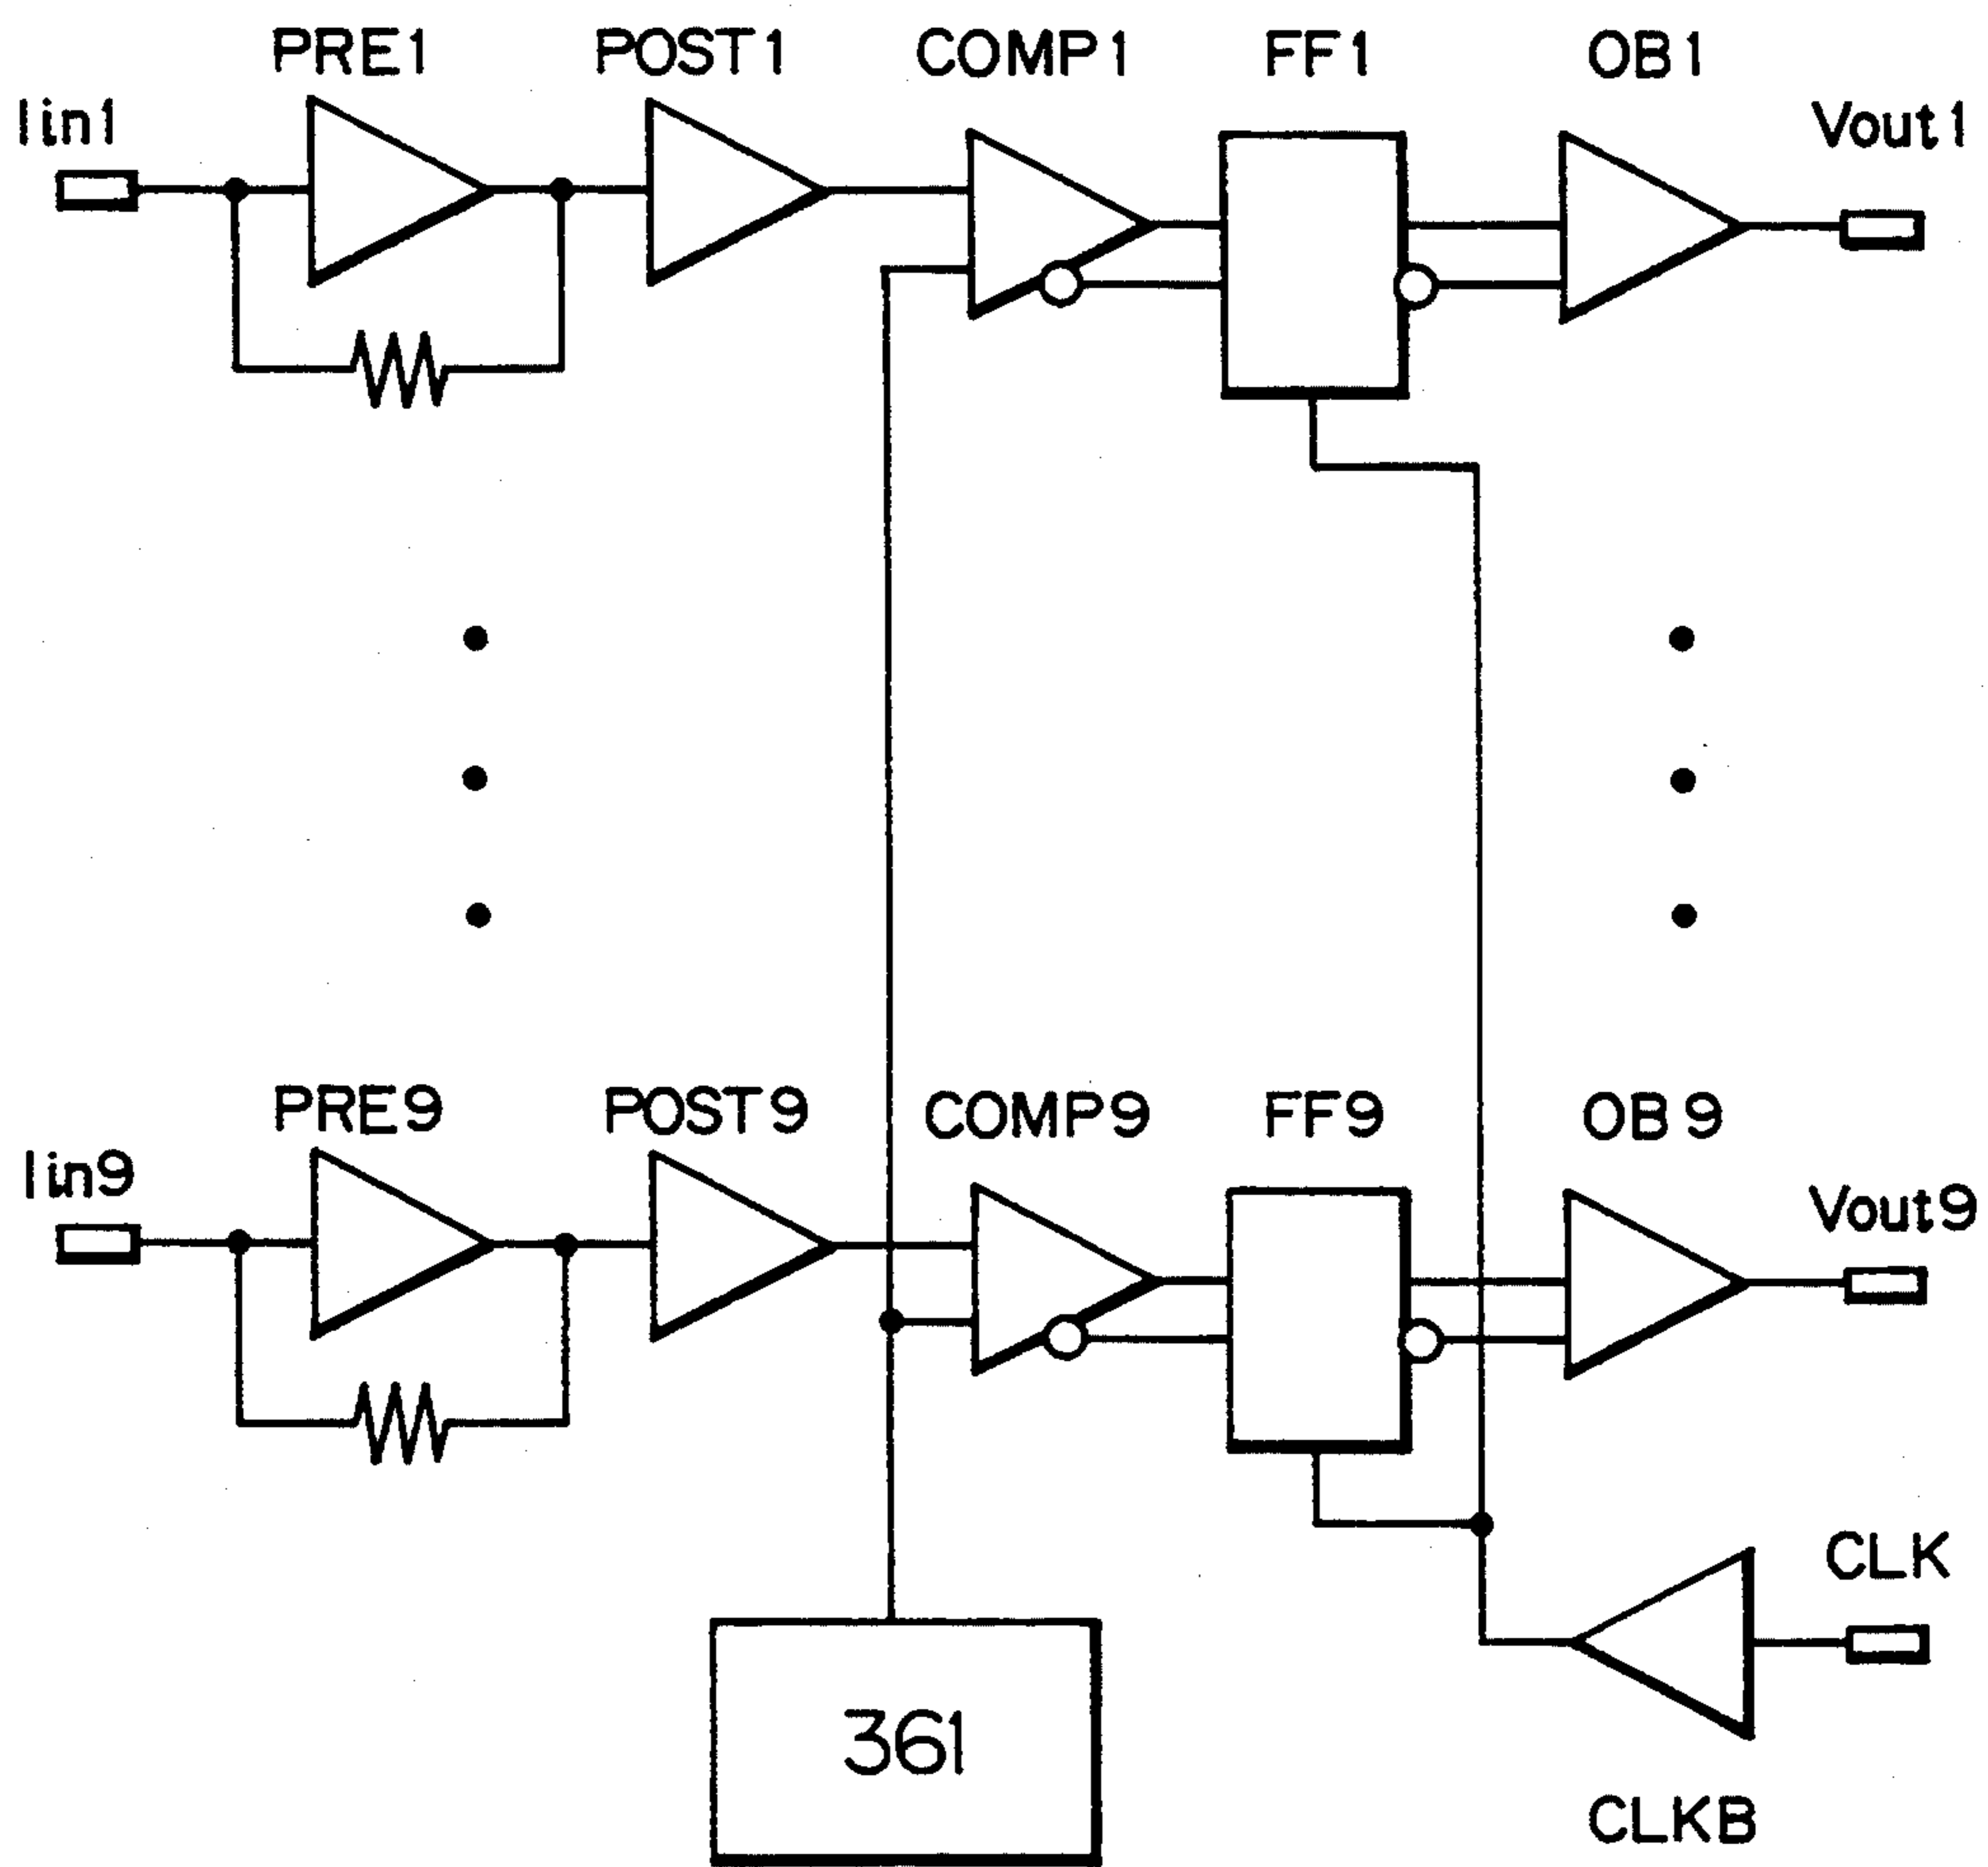 PRE1 POST1 COMP1 FF1 OB1
Iin1 Vout1
PRE9 POST9 COMP9 FF9 OB9
Iin9 Vout9
CLK
361
CLKB